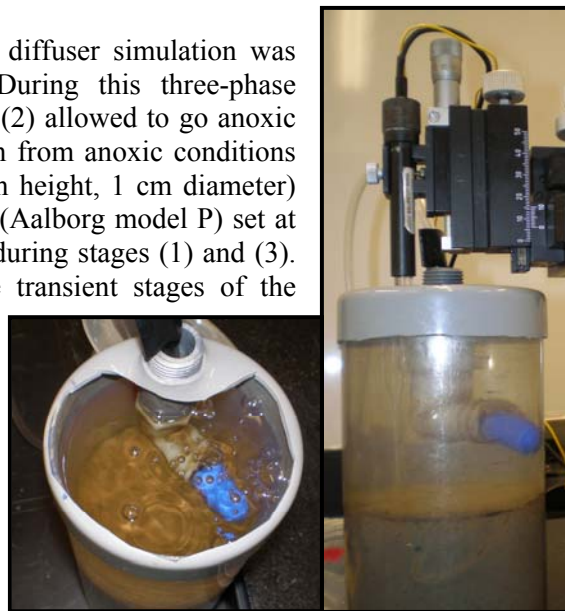 diffuser simulation was
During this three-phase
(2) allowed to go anoxic
from anoxic conditions
height, 1 cm diameter)
(Aalborg model P) set at
during stages (1) and (3).
transient stages of the